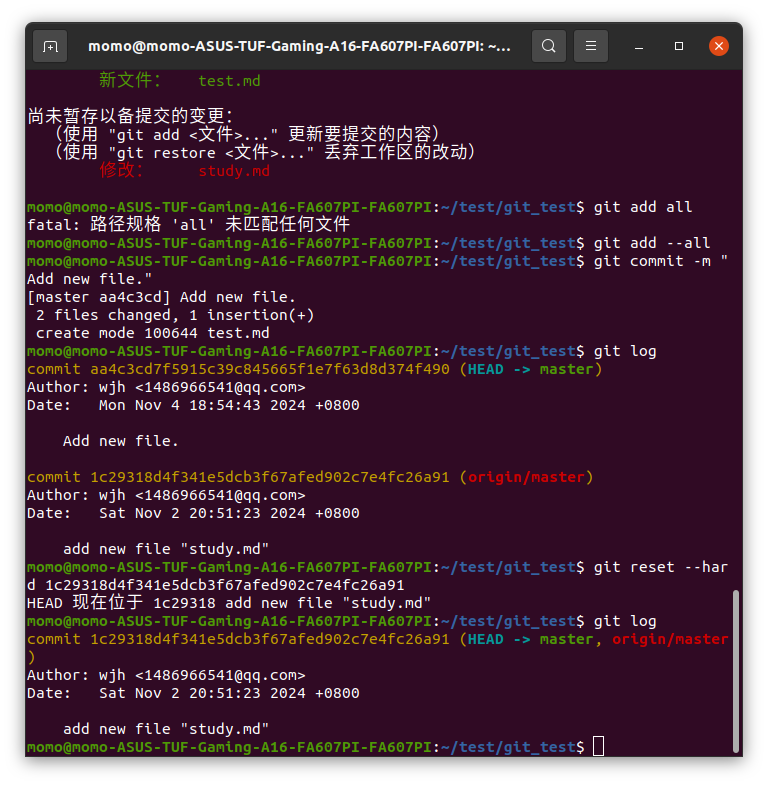 momo@momo-ASUS-TUF-Gaming-A16-FA607PI-FA607PI: ~...
新文件：   test.md
尚未暂存以备提交的变更：
（使用 "git add <文件>..." 更新要提交的内容）
（使用 "git restore <文件>..." 丢弃工作区的改动）
修改：     study.md
momo@momo-ASUS-TUF-Gaming-A16-FA607PI-FA607PI:~/test/git_test$ git add all
fatal: 路径规格 'all' 未匹配任何文件
momo@momo-ASUS-TUF-Gaming-A16-FA607PI-FA607PI:~/test/git_test$ git add --all
momo@momo-ASUS-TUF-Gaming-A16-FA607PI-FA607PI:~/test/git_test$ git commit -m "
Add new file."
[master aa4c3cd] Add new file.
 2 files changed, 1 insertion(+)
 create mode 100644 test.md
momo@momo-ASUS-TUF-Gaming-A16-FA607PI-FA607PI:~/test/git_test$ git log
commit aa4c3cd7f5915c39c845665f1e7f63d8d374f490 (HEAD -> master)
Author: wjh <1486966541@qq.com>
Date:   Mon Nov 4 18:54:43 2024 +0800
    Add new file.
commit 1c29318d4f341e5dcb3f67afed902c7e4fc26a91 (origin/master)
Author: wjh <1486966541@qq.com>
Date:   Sat Nov 2 20:51:23 2024 +0800
    add new file "study.md"
momo@momo-ASUS-TUF-Gaming-A16-FA607PI-FA607PI:~/test/git_test$ git reset --har
d 1c29318d4f341e5dcb3f67afed902c7e4fc26a91
HEAD 现在位于 1c29318 add new file "study.md"
momo@momo-ASUS-TUF-Gaming-A16-FA607PI-FA607PI:~/test/git_test$ git log
commit 1c29318d4f341e5dcb3f67afed902c7e4fc26a91 (HEAD -> master, origin/master
)
Author: wjh <1486966541@qq.com>
Date:   Sat Nov 2 20:51:23 2024 +0800
    add new file "study.md"
momo@momo-ASUS-TUF-Gaming-A16-FA607PI-FA607PI:~/test/git_test$